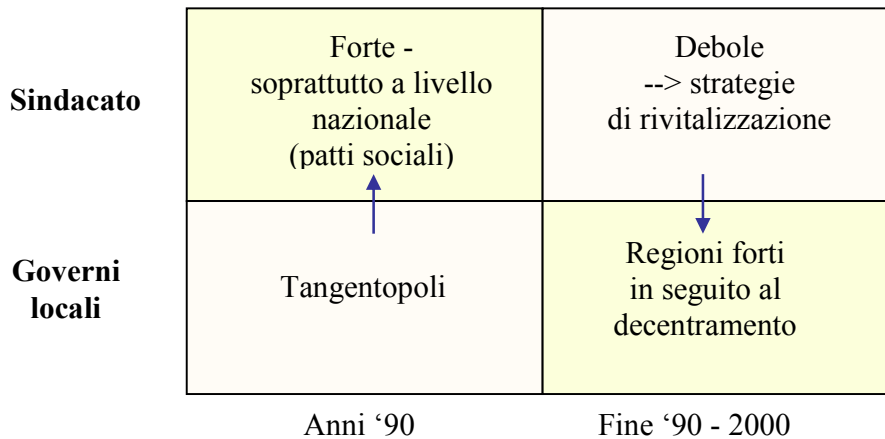 Sindacato
Forte -
soprattutto a livello
nazionale
(patti sociali)
Debole
--> strategie
di rivitalizzazione
Governi
locali
Tangentopoli
Regioni forti
in seguito al
decentramento
Anni ‘90
Fine ‘90 - 2000